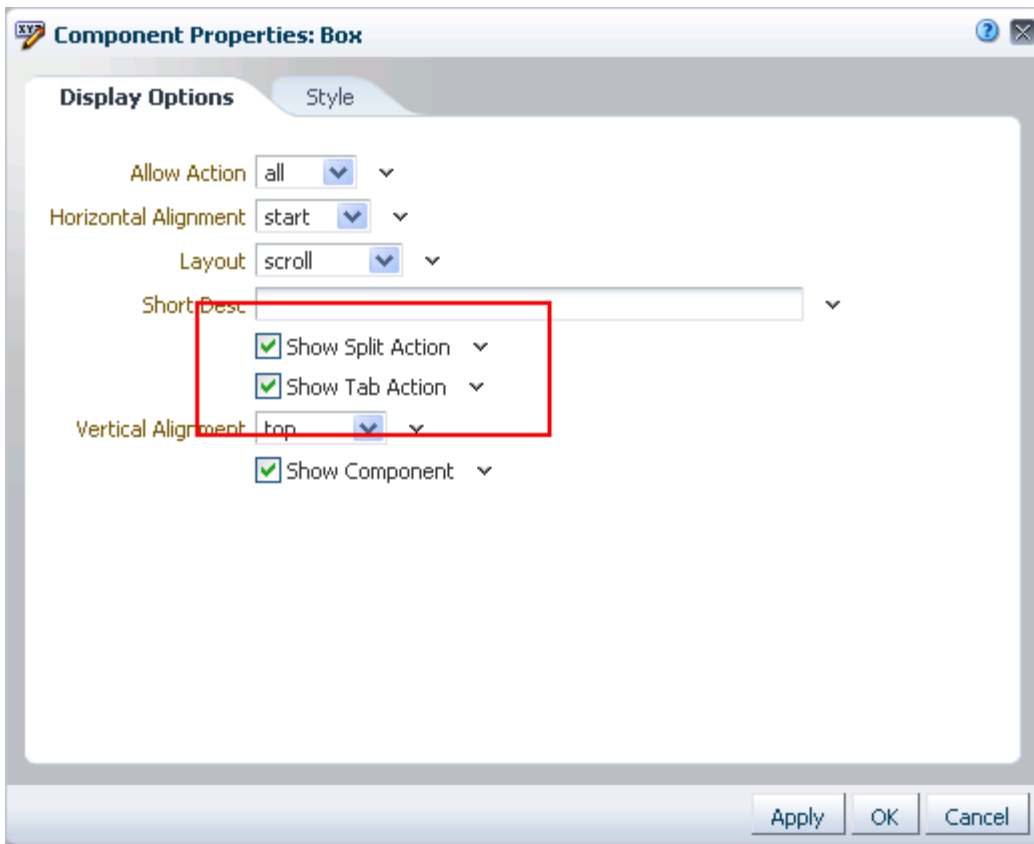 Component Properties: Box
Display Options Style
Allow Action all
Horizontal Alignment start
Layout scroll
Short Desc
Show Split Action
Show Tab Action
Vertical Alignment top
Show Component
Apply OK Cancel